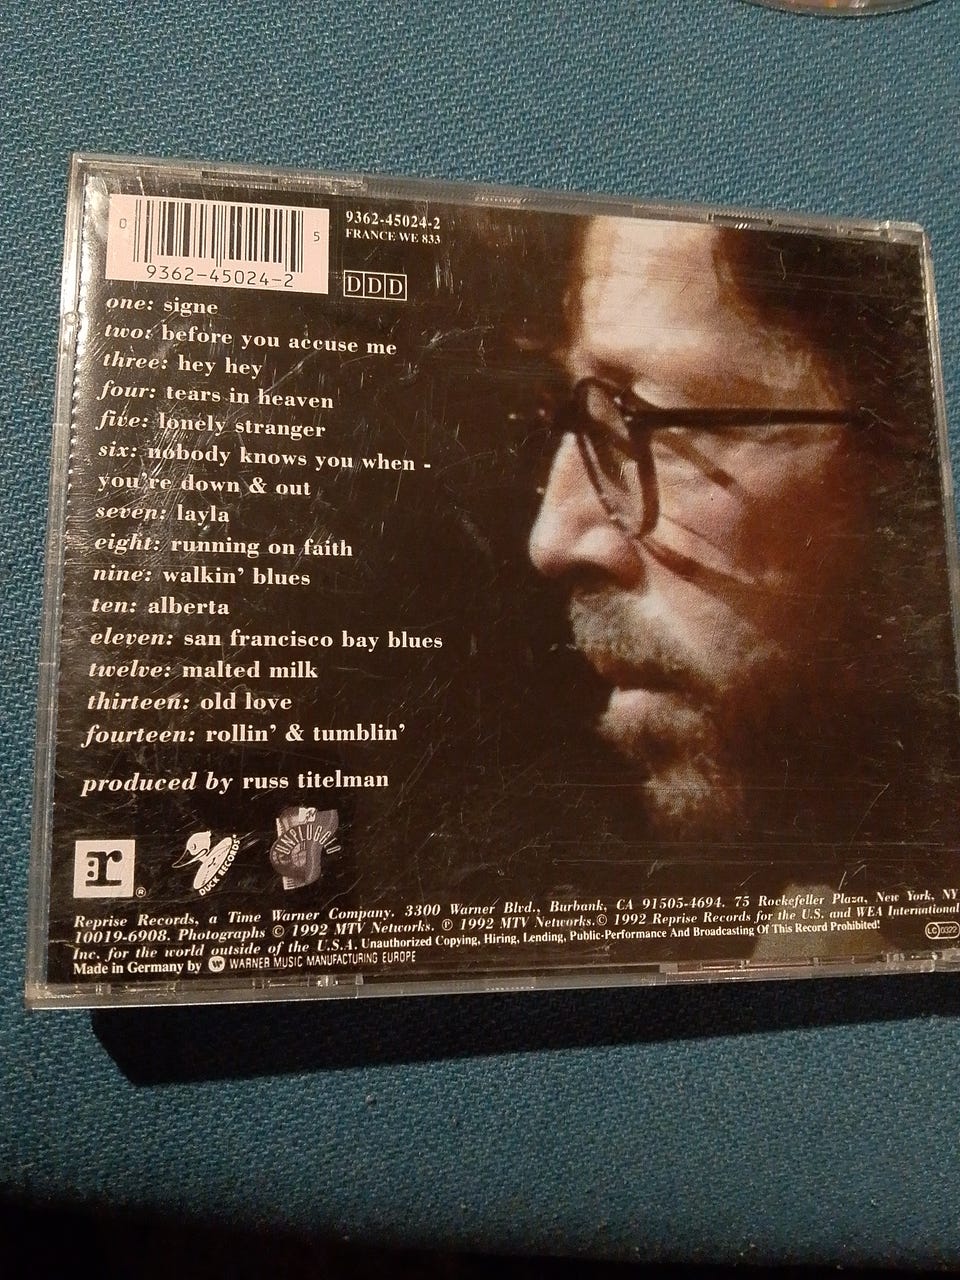 0 5
9362-45024-2
9362-45024-2
FRANCE WE 833
DDD
one: signe
two: before you accuse me
three: hey hey
four: tears in heaven
five: lonely stranger
six: nobody knows you when -
you're down & out
seven: layla
eight: running on faith
nine: walkin' blues
ten: alberta
eleven: san francisco bay blues
twelve: malted milk
thirteen: old love
fourteen: rollin' & tumblin'
produced by russ titelman
r ®
DUCK RECORDS
UNPLUGGED
Reprise Records, a Time Warner Company. 3300 Warner Blvd., Burbank, CA 91505-4694. 75 Rockefeller Plaza, New York, NY
10019-6908. Photographs © 1992 MTV Networks. ℗ 1992 MTV Networks.© 1992 Reprise Records for the U.S. and WEA International
Inc. for the world outside of the U.S.A. Unauthorized Copying, Hiring, Lending, Public-Performance And Broadcasting Of This Record Prohibited!
LC 0322
Made in Germany by WARNER MUSIC MANUFACTURING EUROPE